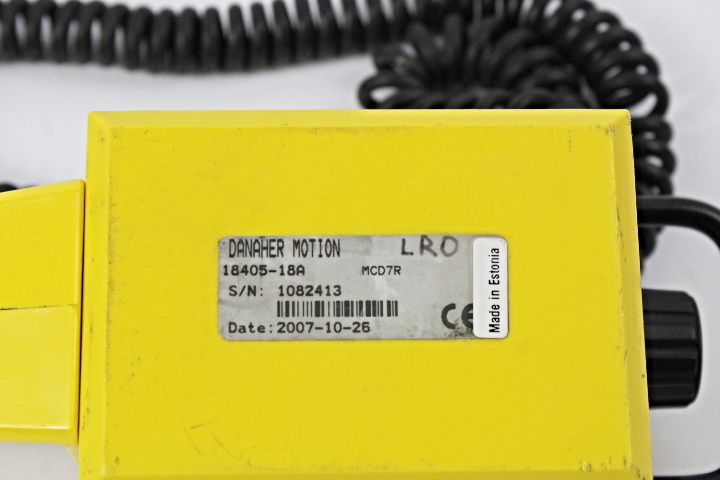 DANAHER MOTION LRO
18405-18A MCD7R
S/N: 1082413
Date: 2007-10-26
CE
Made in Estonia